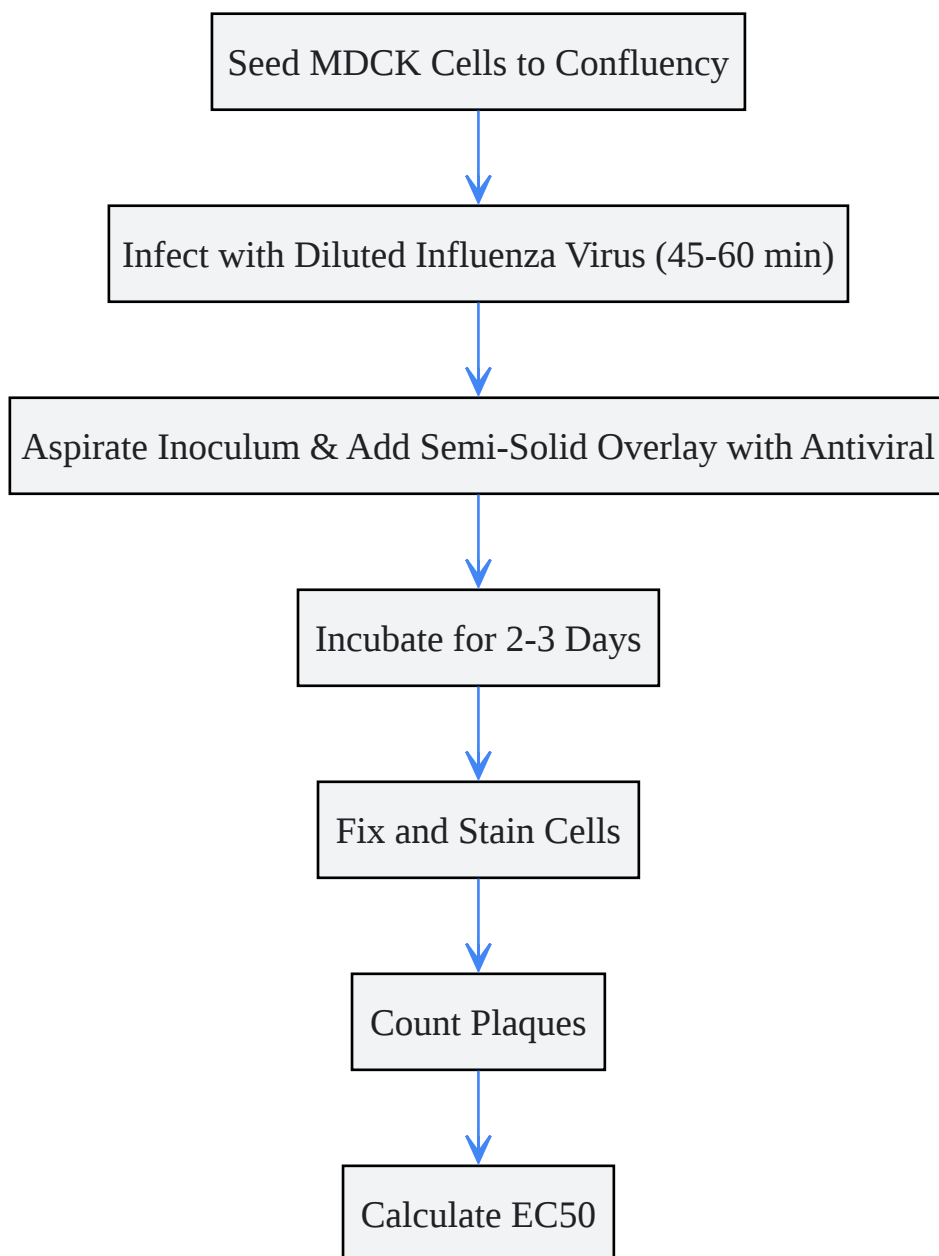 Seed MDCK Cells to Confluency
Infect with Diluted Influenza Virus (45-60 min)
Aspirate Inoculum & Add Semi-Solid Overlay with Antiviral
Incubate for 2-3 Days
Fix and Stain Cells
Count Plaques
Calculate EC50